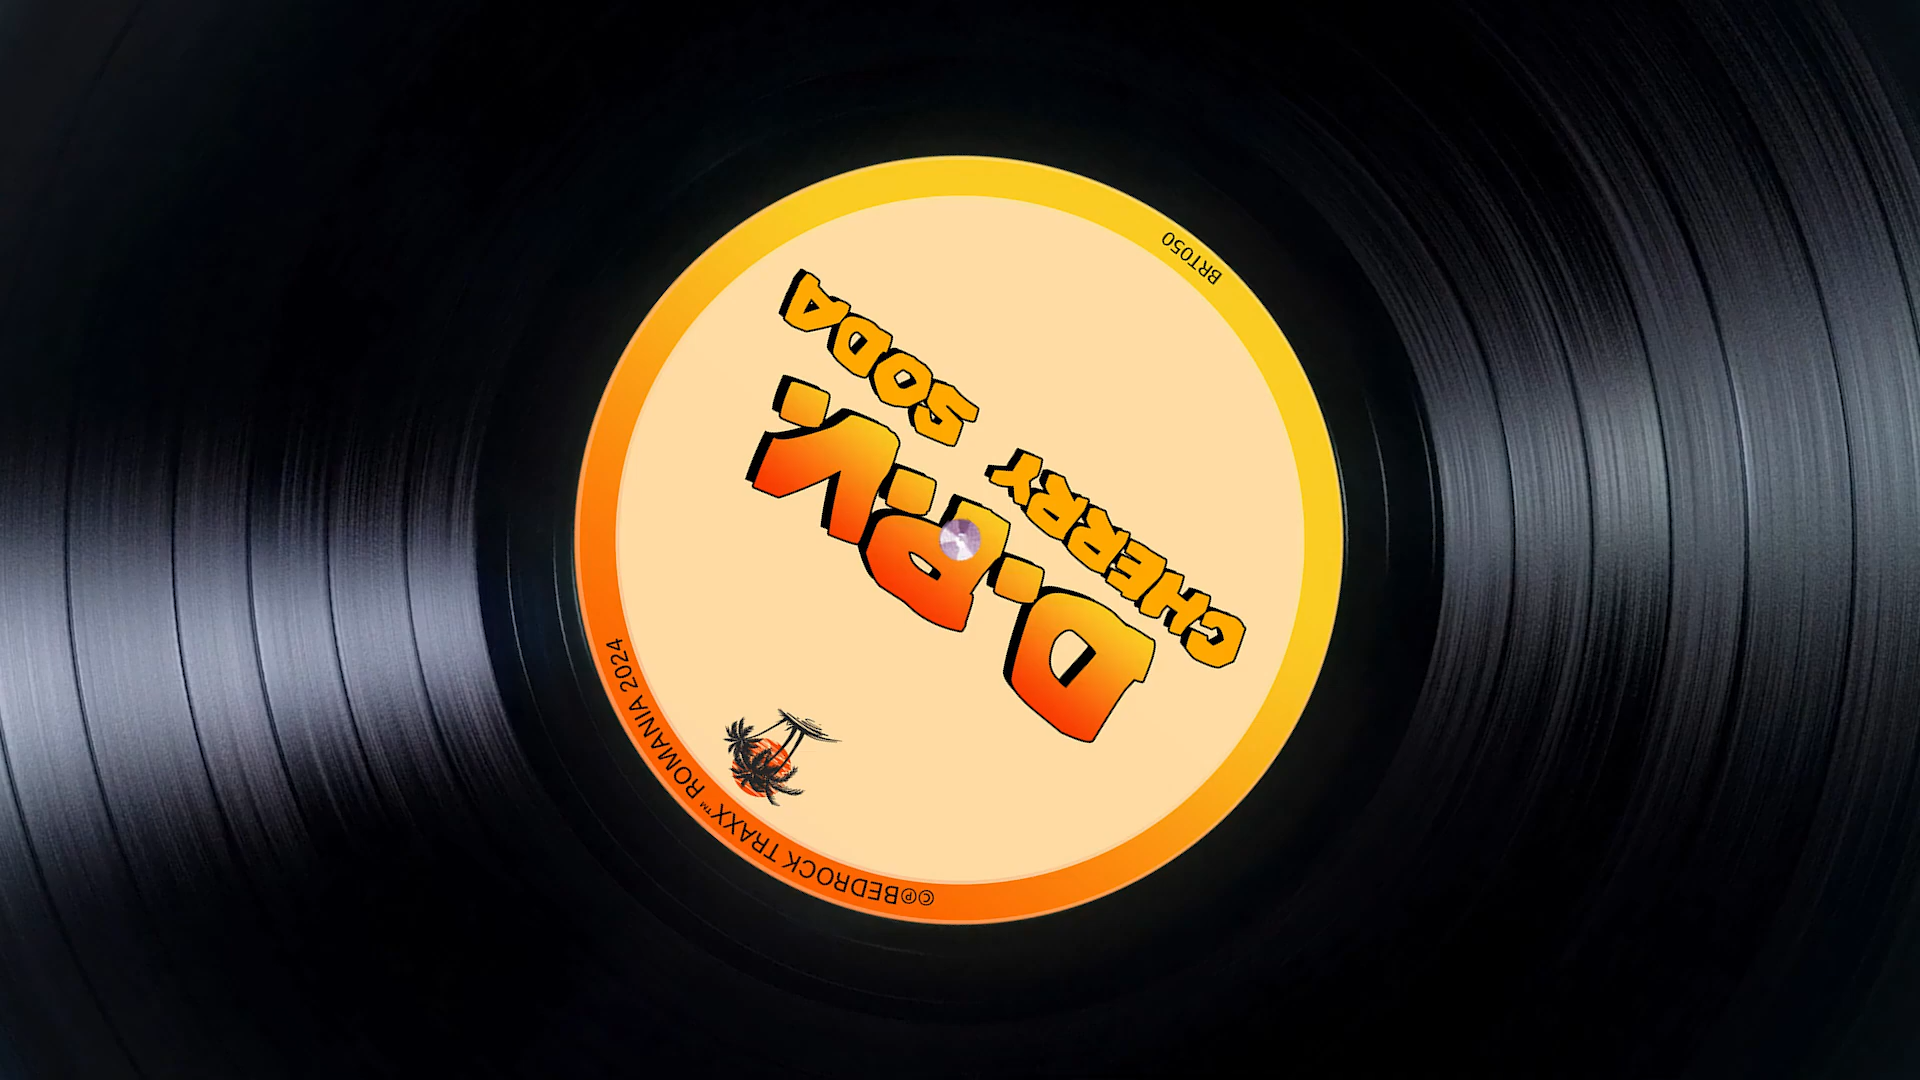 ©℗BEDROCK TRAXX™ ROMANIA 2024
D.P.V.
CHERRY SODA
BRT050